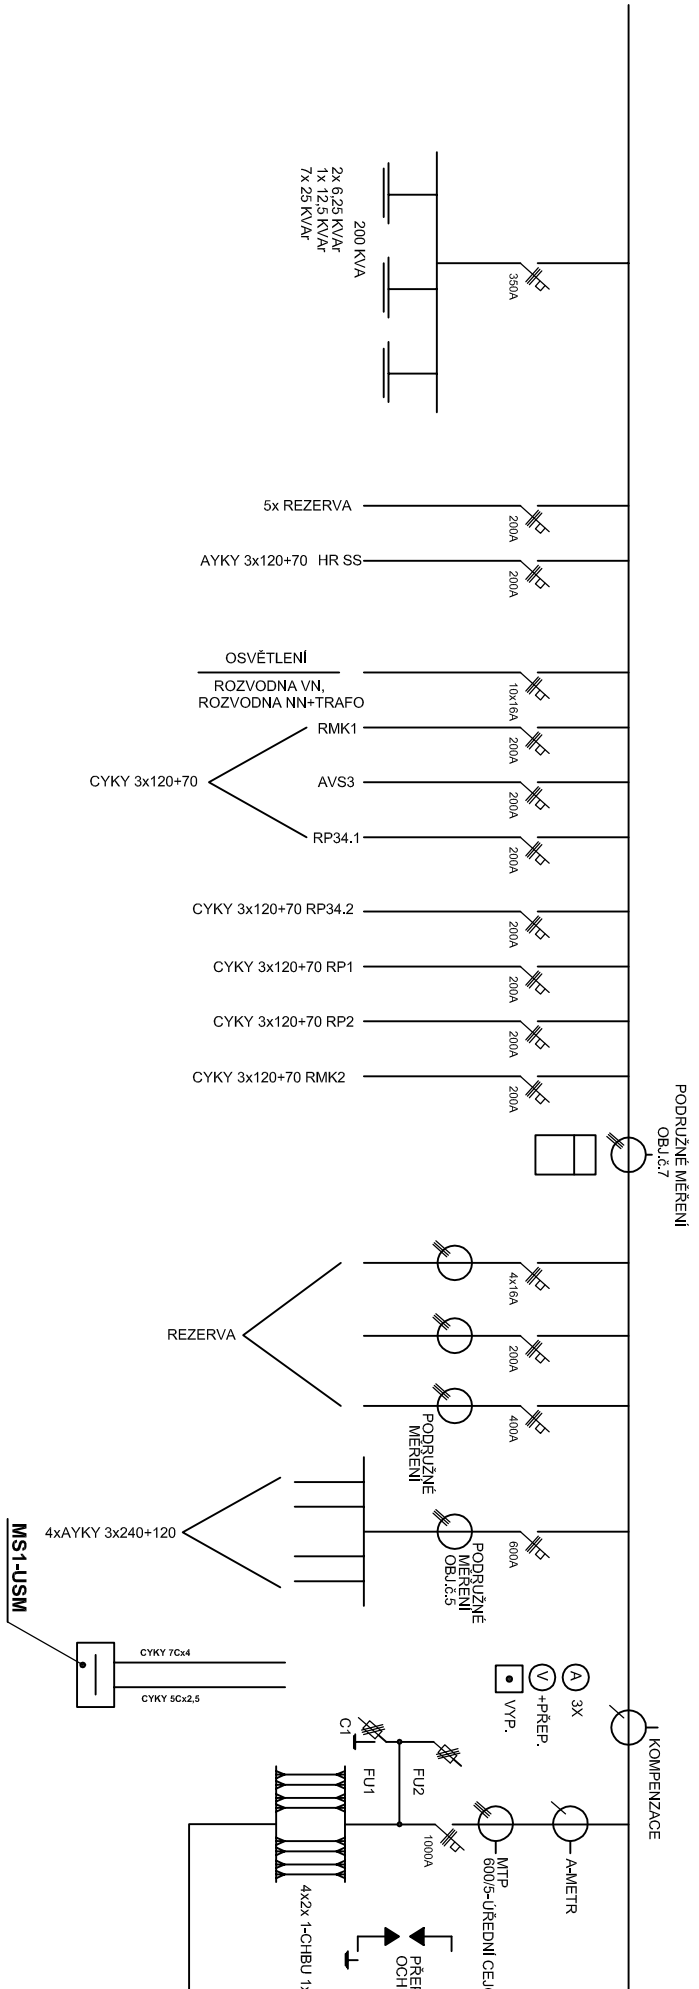 200 KVA
2x 6,25 KVAr
1x 12,5 KVAr
7x 25 KVAr
350A
5x REZERVA
200A
AYKY 3x120+70 HR SS
200A
OSVĚTLENÍ
ROZVODNA VN,
ROZVODNA NN+TRAFO
10x16A
RMK1
200A
CYKY 3x120+70
AVS3
200A
RP34.1
200A
CYKY 3x120+70 RP34.2
200A
CYKY 3x120+70 RP1
200A
CYKY 3x120+70 RP2
200A
CYKY 3x120+70 RMK2
200A
PODRUŽNÉ MĚŘENÍ
OBJ.č.7
4x16A
REZERVA
200A
400A
PODRUŽNÉ
MĚŘENÍ
4xAYKY 3x240+120
600A
PODRUŽNÉ
MĚŘENÍ
OBJ.č.5
MS1-USM
CYKY 7Cx4
CYKY 5Cx2,5
A
3X
V
+PŘEP.
VYP.
KOMPENZACE
C1
FU1
FU2
1000A
A-METR
MTP
600/5-ÚŘEDNÍ
4x2x 1-CHBU
OCH